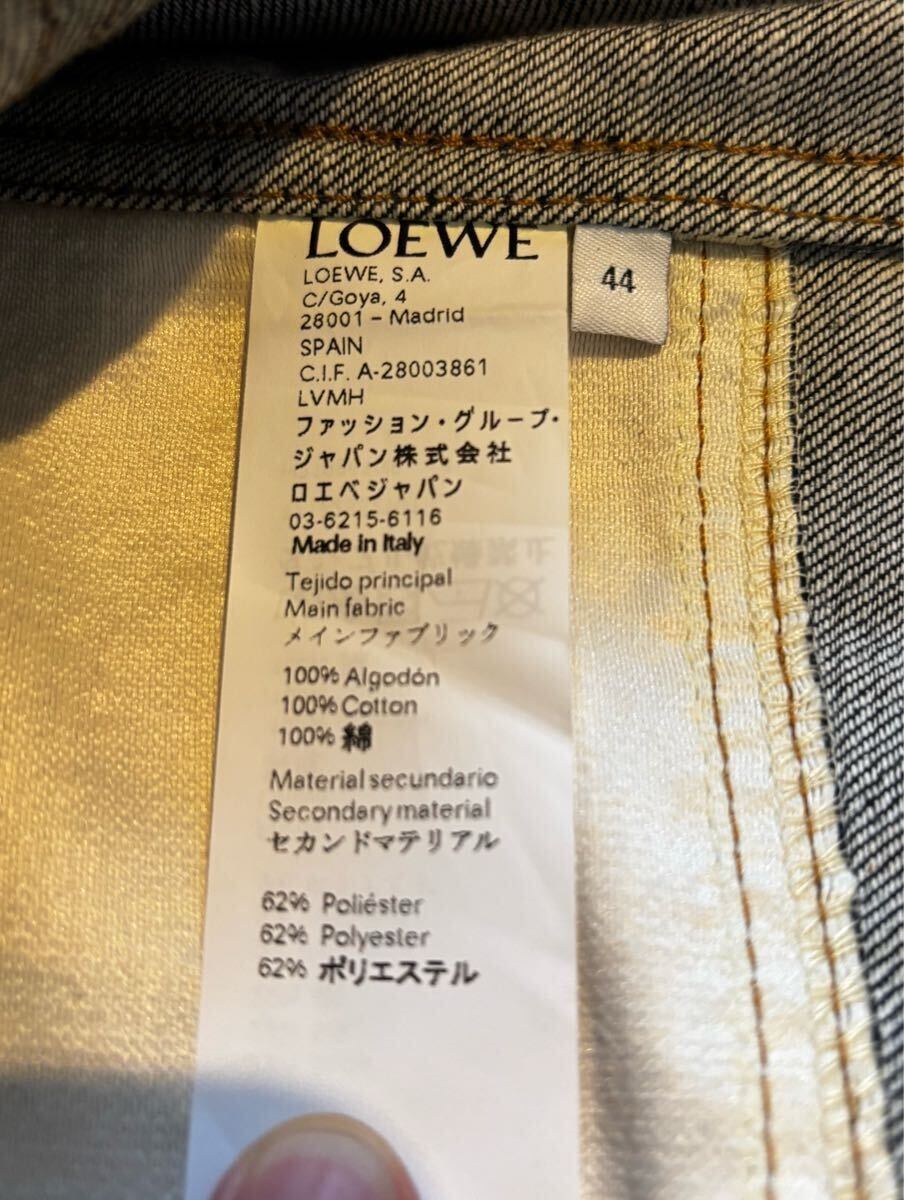 LOEWE
44
LOEWE, S.A.
C/Goya, 4
28001 – Madrid
SPAIN
C.I.F. A-28003861
LVMH
ファッション・グループ・
ジャパン株式会社
ロエベジャパン
03-6215-6116
Made in Italy
Tejido principal
Main fabric
メインファブリック
100% Algodón
100% Cotton
100% 綿
Material secundario
Secondary material
セカンドマテリアル
62% Poliéster
62% Polyester
62% ポリエステル